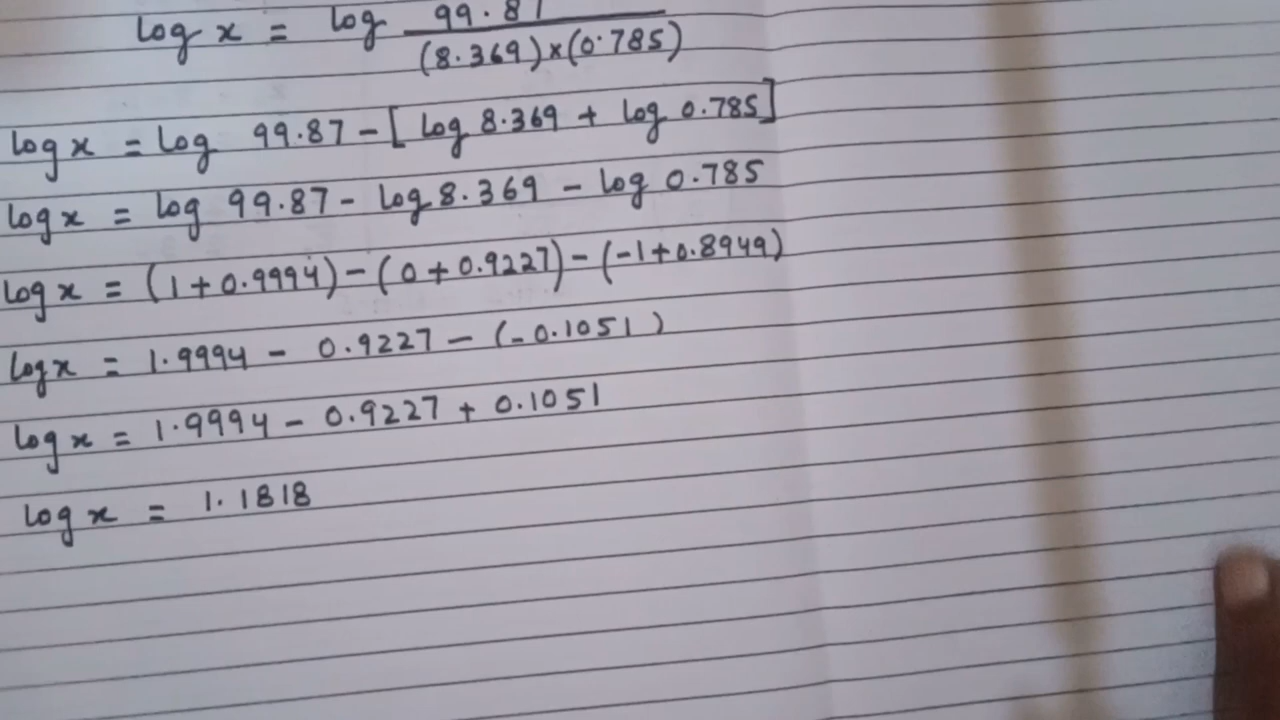 log x = log 99.87 / (8.369)×(0.785)
log x = log 99.87 - [log 8.369 + log 0.785]
log x = log 99.87 - log 8.369 - log 0.785
log x = (1+0.9994)-(0+0.9227)-(-1+0.8949)
log x = 1.9994 - 0.9227 - (-0.1051)
log x = 1.9994 - 0.9227 + 0.1051
log x = 1.1818